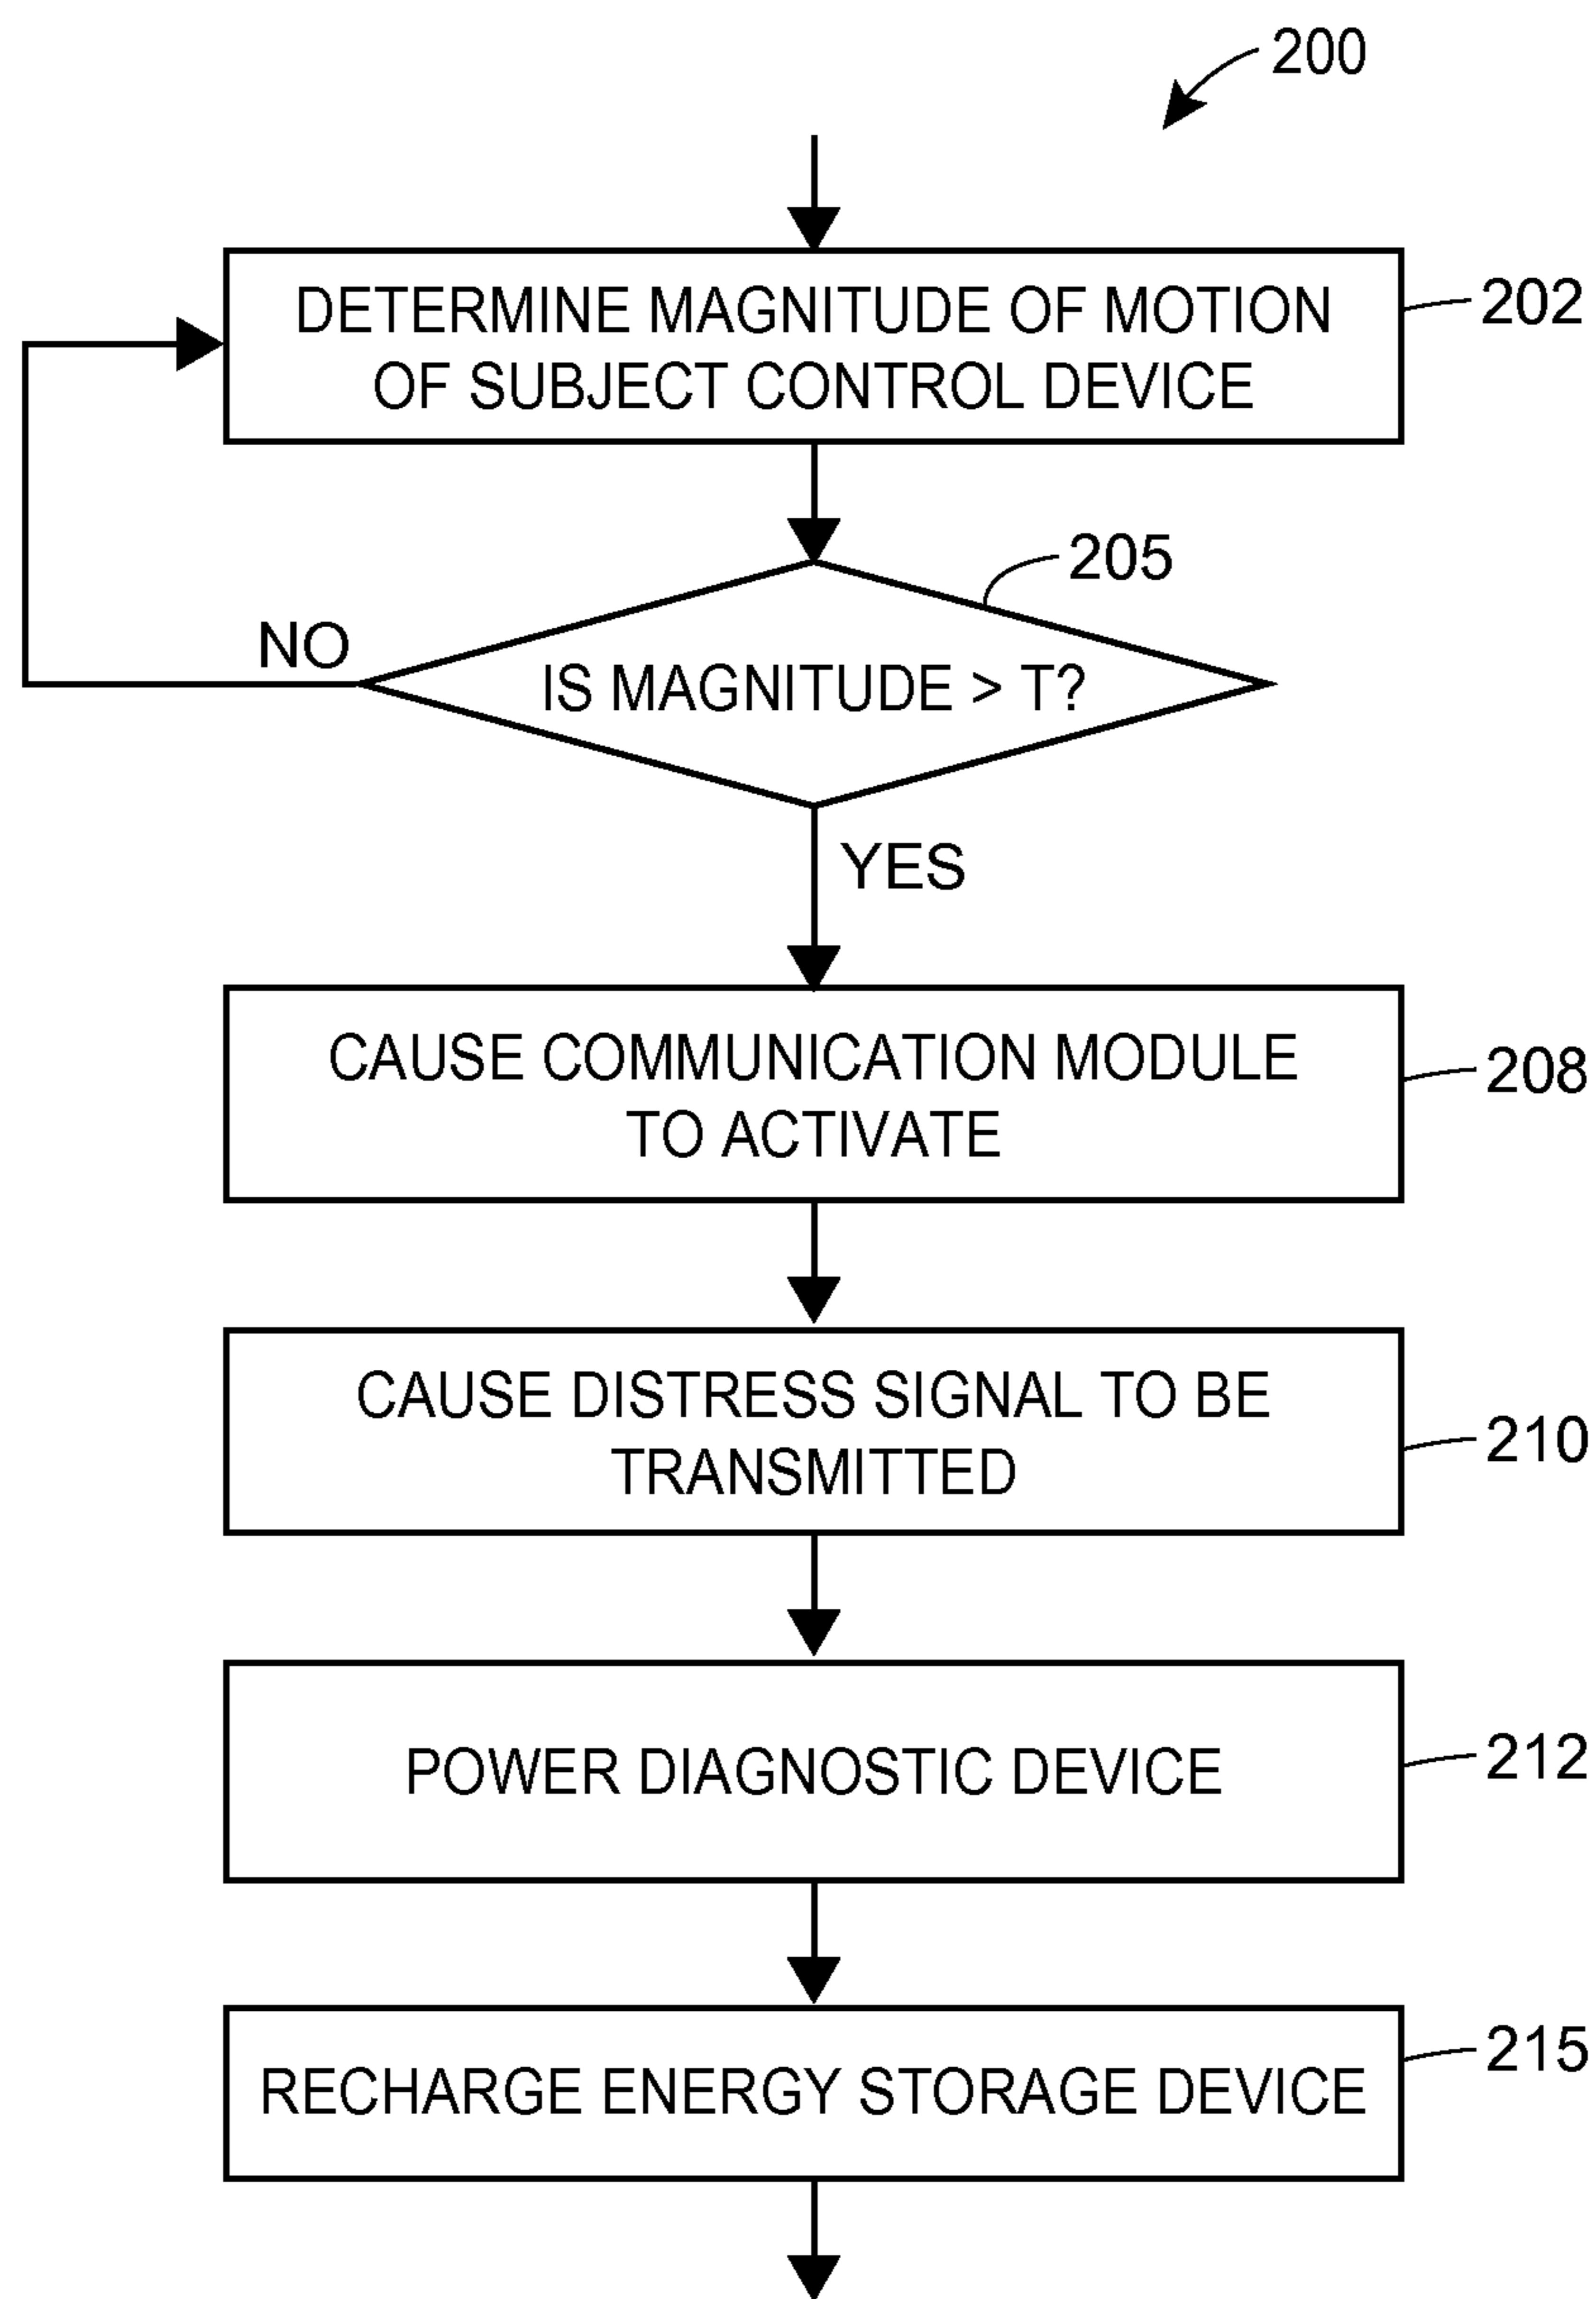 200
DETERMINE MAGNITUDE OF MOTION
OF SUBJECT CONTROL DEVICE
202
205
NO
IS MAGNITUDE > T?
YES
CAUSE COMMUNICATION MODULE
TO ACTIVATE
208
CAUSE DISTRESS SIGNAL TO BE
TRANSMITTED
210
POWER DIAGNOSTIC DEVICE
212
RECHARGE ENERGY STORAGE DEVICE
215